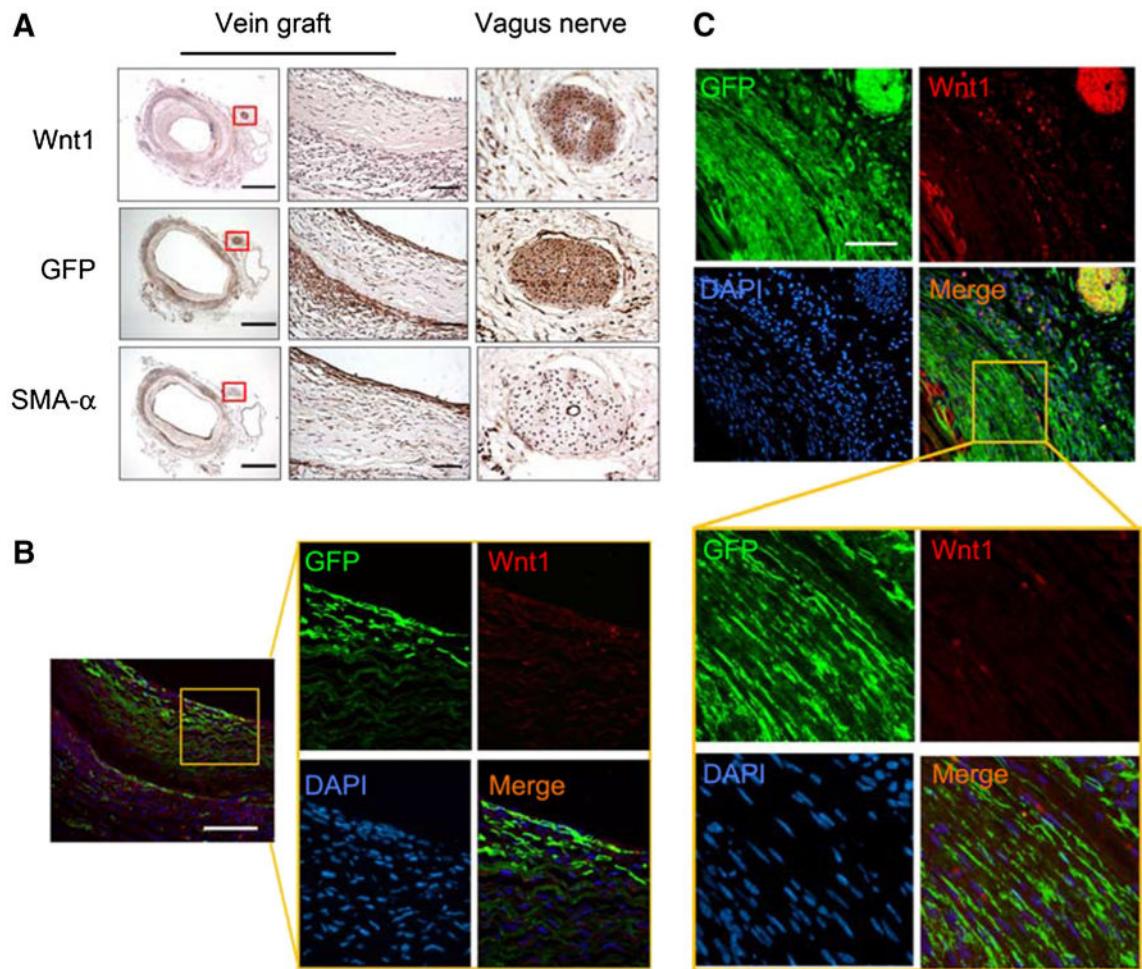 A
Vein graft
Vagus nerve
Wnt1
GFP
SMA-α
B
GFP
Wnt1
DAPI
Merge
C
GFP
Wnt1
DAPI
Merge
GFP
Wnt1
DAPI
Merge